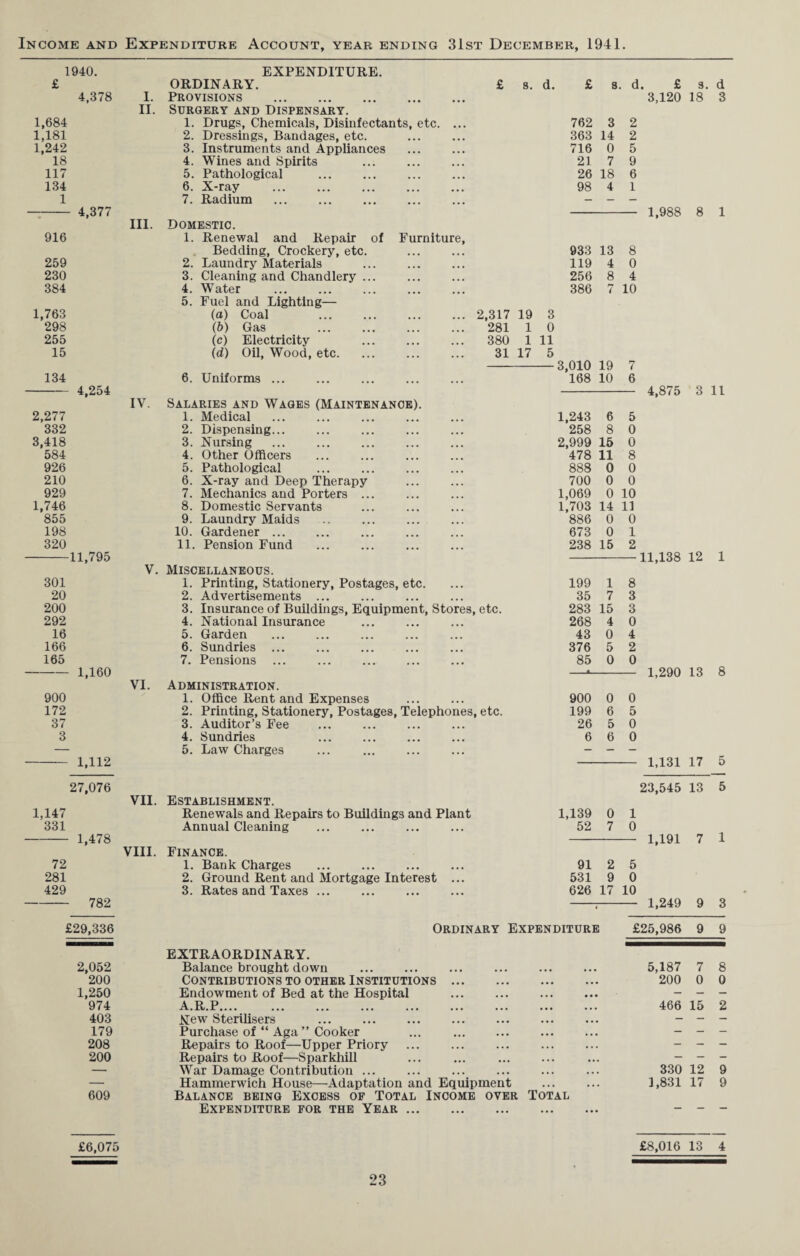 INCOME AND EXPENDITURE ACCOUNT, YEAR ENDING 31ST DECEMBER, 1941.
1940. EXPENDITURE.
£ ORDINARY. £ s. d. £ s. d. £ s. d
4,378 I. PROVISIONS ... ... ... ... ... 3,120 18 3
II. SURGERY AND DISPENSARY.
1,684 1. Drugs, Chemicals, Disinfectants, etc. ... 762 3 2
1,181 2. Dressings, Bandages, etc. ... ... 363 14 2
1,242 3. Instruments and Appliances ... ... 716 0 5
18 4. Wines and Spirits ... ... ... 21 7 9
117 5. Pathological ... ... ... ... 26 18 6
134 6. X-ray ... ... ... ... ... 98 4 1
1 7. Radium ... ... ... ... ... — — —
4,377 1,988 8 1
III. DOMESTIC.
916 1. Renewal and Repair of Furniture,
Bedding, Crockery, etc. ... ... 933 13 8
259 2. Laundry Materials ... ... ... 119 4 0
230 3. Cleaning and Chandlery ... ... ... 256 8 4
384 4. Water ... ... ... ... ... 386 7 10
5. Fuel and Lighting—
1,763 (a) Coal ... ... ... ... 2,317 19 3
298 (b) Gas ... ... ... ... 281 1 0
255 (c) Electricity ... ... ... 380 1 11
15 (d) Oil, Wood, etc. ... ... ... 31 17 5
3,010 19 7
134 6. Uniforms ... ... ... ... ... 168 10 6
4,254 4,875 3 11
IV. SALARIES AND WAGES (MAINTENANCE).
2,277 1. Medical ... ... ... ... ... 1,243 6 5
332 2. Dispensing... ... ... ... ... 258 8 0
3,418 3. Nursing ... ... ... ... ... 2,999 15 0
584 4. Other Officers ... ... ... ... 478 11 8
926 5. Pathological ... ... ... ... 888 0 0
210 6. X-ray and Deep Therapy ... ... 700 0 0
929 7. Mechanics and Porters ... ... ... 1,069 0 10
1,746 8. Domestic Servants ... ... ... 1,703 14 11
855 9. Laundry Maids .. ... ... ... 886 0 0
198 10. Gardener ... ... ... ... ... 673 0 1
320 11. Pension Fund ... ... ... ... 238 15 2
11,795 11,138 12 1
V. MISCELLANEOUS.
301 1. Printing, Stationery, Postages, etc. ... 199 1 8
20 2. Advertisements ... ... ... ... 35 7 3
200 3. Insurance of Buildings, Equipment, Stores, etc. 283 15 3
292 4. National Insurance ... ... ... 268 4 0
16 5. Garden ... ... ... ... ... 43 0 4
166 6. Sundries ... ... ... ... ... 376 5 2
165 7. Pensions ... ... ... ... ... 85 0 0
1,160 1,290 13 8
VI. ADMINISTRATION.
900 1. Office Rent and Expenses ... ... 900 0 0
172 2. Printing, Stationery, Postages, Telephones, etc. 199 6 5
37 3. Auditor's Fee ... ... ... ... 26 5 0
3 4. Sundries ... ... ... ... 6 6 0
— 5. Law Charges ... ... ... ... — — —
1,112 1,131 17 5
27,076 23,545 13 5
VII. ESTABLISHMENT.
1,147 Renewals and Repairs to Buildings and Plant 1,139 0 1
331 Annual Cleaning ... ... ... ... 52 7 0
1,478 1,191 7 1
VIII. FINANCE.
72 1. Bank Charges ... ... ... ... 91 2 5
281 2. Ground Rent and Mortgage Interest ... 531 9 0
429 3. Rates and Taxes ... ... ... ... 626 17 10
782 1,249 9 3
£29,336 ORDINARY EXPENDITURE £25,986 9 9
EXTRAORDINARY.
2,052 Balance brought down ... ... ... ... ... ... 5,187 7 8
200 CONTRIBUTIONS TO OTHER INSTITUTIONS ... ... ... ... 200 0 0
1,250 Endowment of Bed at the Hospital ... ... ... ... — — —
974 A.R.P.... ... ... ... ... ... ... ... ... 466 15 2
403 New Sterilisers ... ... ... ... ... ... ... — — —
179 Purchase of “ Aga ” Cooker ... ... ... ... ... — — —
208 Repairs to Roof—Upper Priory ... ... ... ... ... — — —
200 Repairs to Roof—Sparkhill ... ... ... ... ... — — —
— War Damage Contribution ... ... ... ... ... ... 330 12 9
— Hammerwich House—Adaptation and Equipment ... ... 1,831 17 9
609 BALANCE BEING EXCESS OF TOTAL INCOME OVER TOTAL
EXPENDITURE FOR THE YEAR ... ... ... ... ... — — —
£6,075 £8,016 13 4
23